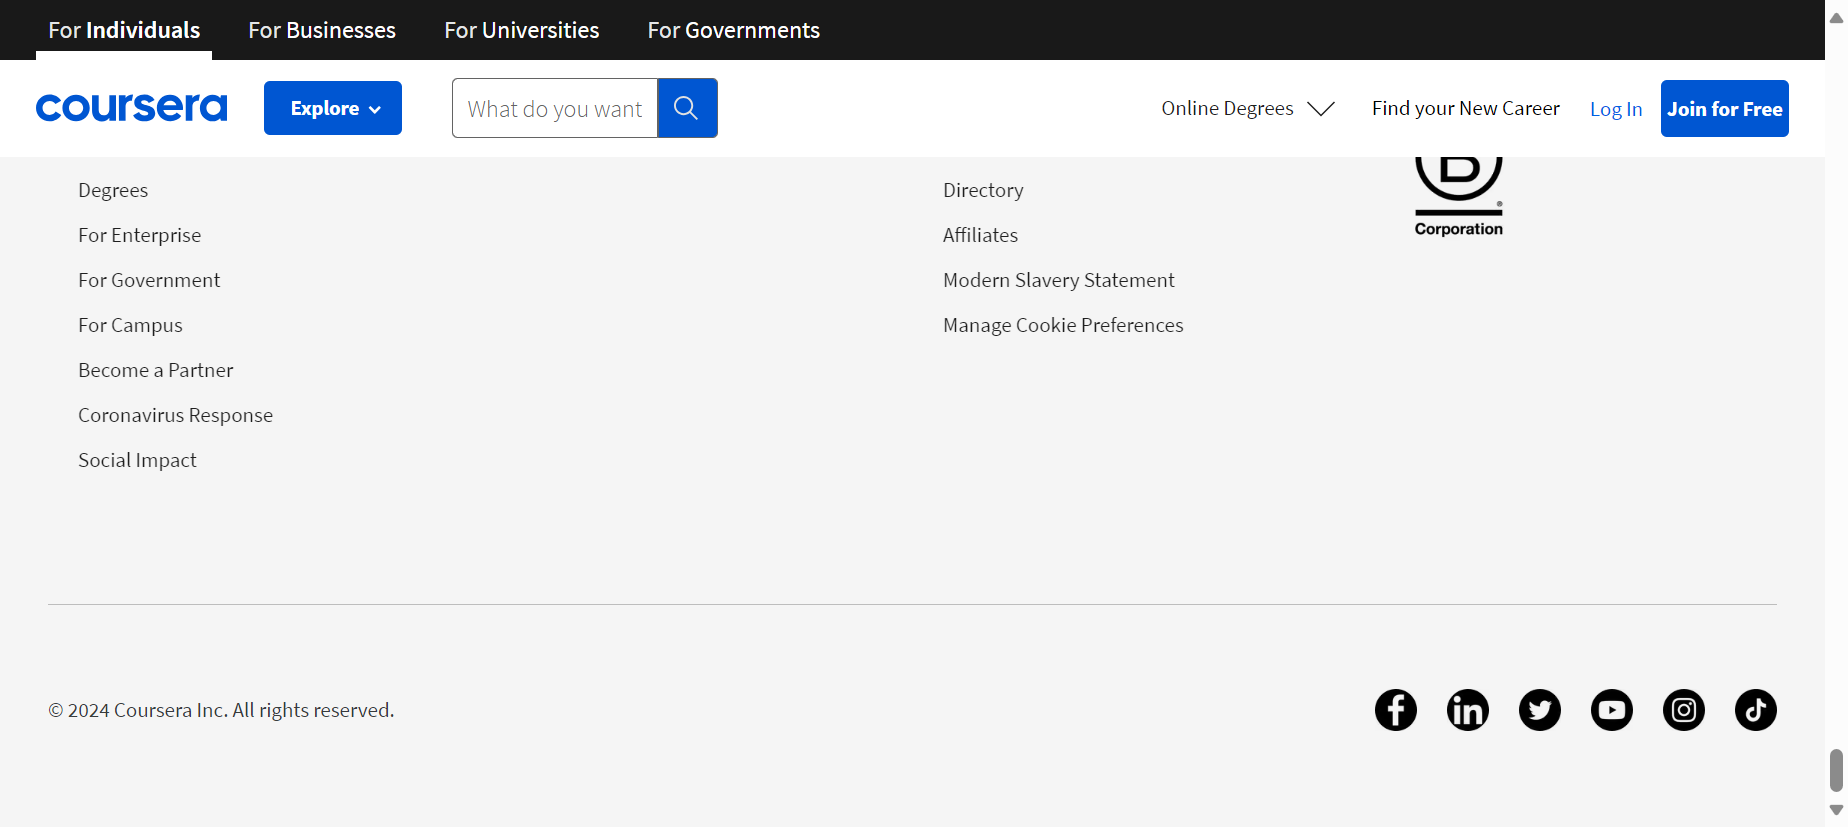 For Individuals For Businesses For Universities For Governments
coursera Explore What do you want Online Degrees Find your New Career Log In Join for Free
Degrees
For Enterprise
For Government
For Campus
Become a Partner
Coronavirus Response
Social Impact
Directory
Affiliates
Modern Slavery Statement
Manage Cookie Preferences
B
®
Corporation
© 2024 Coursera Inc. All rights reserved.